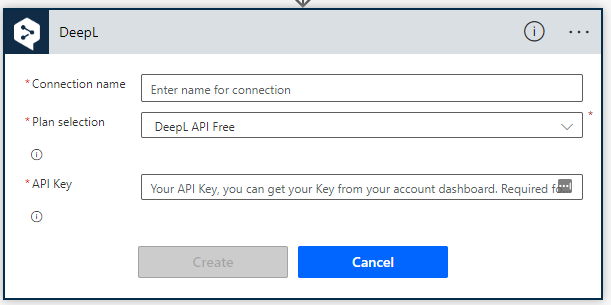 DeepL
* Connection name
Enter name for connection
* Plan selection
DeepL API Free
*
* API Key
Your API Key, you can get your Key from your account dashboard. Required fo
Create
Cancel